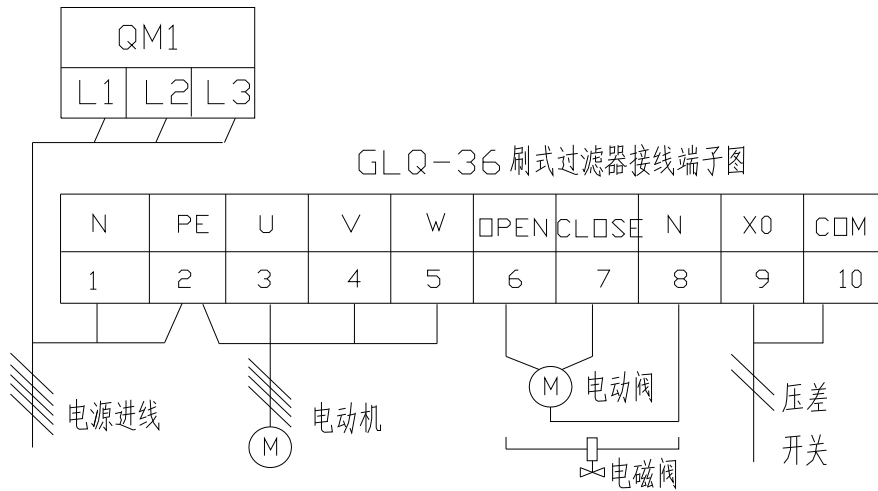 QM1
L1 L2 L3
GLQ-36刷式过滤器接线端子图
N PE U V W OPEN CLOSE N X0 COM
1 2 3 4 5 6 7 8 9 10
M 电动阀
电源进线
电动机
压差
M
开关
电磁阀